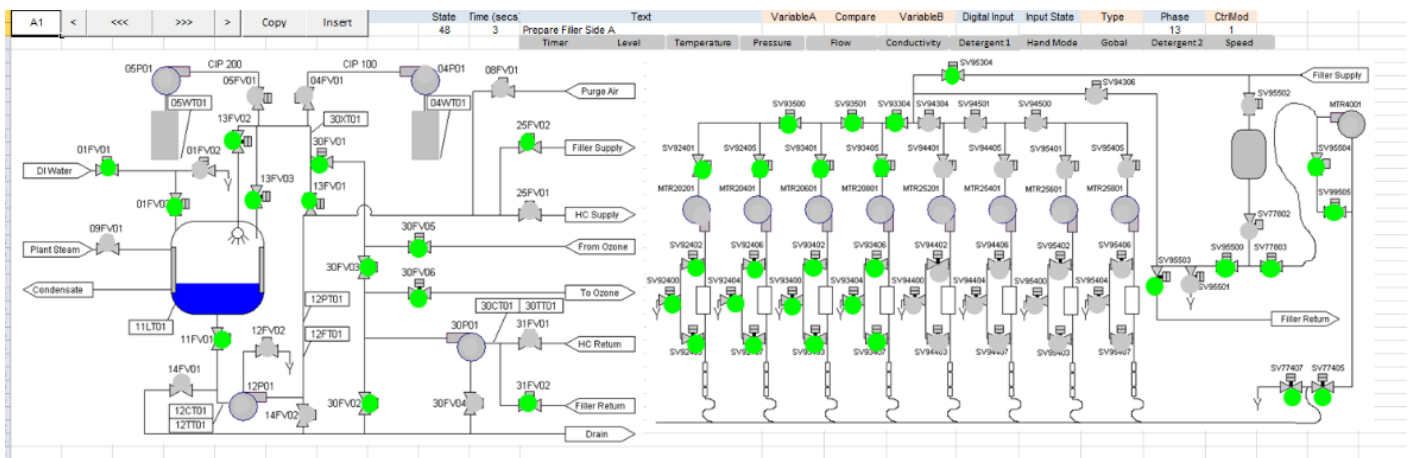 A1 < <<< >>> > Copy Insert State Time (secs) Text VariableA Compare VariableB Digital Input Input State Type Phase CtrlMod
48 3 Prepare Filler Side A 13 1
Timer Level Temperature Pressure Flow Conductivity Detergent1 Hand Mode Gobal Detergent2 Speed
05P01 CIP 200 CIP 100 04P01 08FV01
05FV01 04FV01
Purge Air
05WT01 04WT01
13FV02 30XT01
25FV02
01FV01 01FV02 30FV01
Filler Supply
DI Water
13FV03 13FV01
01FV03
25FV01
HC Supply
09FV01
30FV05
Plant Steam
From Ozone
30FV03 30FV06
Condensate
To Ozone
12PT01
30CT01 30TT01
11LT01 12FV02 12FT01 30P01 31FV01
11FV01
HC Return
14FV01
12P01 31FV02
30FV02 30FV04
12CT01 14FV02
Filler Return
12TT01
Drain
SV95304
Filler Supply
SV94306
SV95502
SV93500 SV93501 SV93304 SV94304 SV94501 SV94500
MTR4001
SV92401 SV92405 SV93401 SV93405 SV94401 SV94405 SV95401 SV95405
SV95504
MTR20201 MTR20401 MTR20601 MTR20801 MTR25201 MTR25401 MTR25601 MTR25801
SV99505
SV77802
SV92402 SV92406 SV93402 SV93406 SV94402 SV94406 SV95402 SV95406
SV95500 SV77803
SV95503
SV92400 SV92404 SV93400 SV93404 SV94400 SV94404 SV95400 SV95404
SV95501
Filler Return
SV94403 SV94407 SV95403 SV95407
SV77407 SV77405